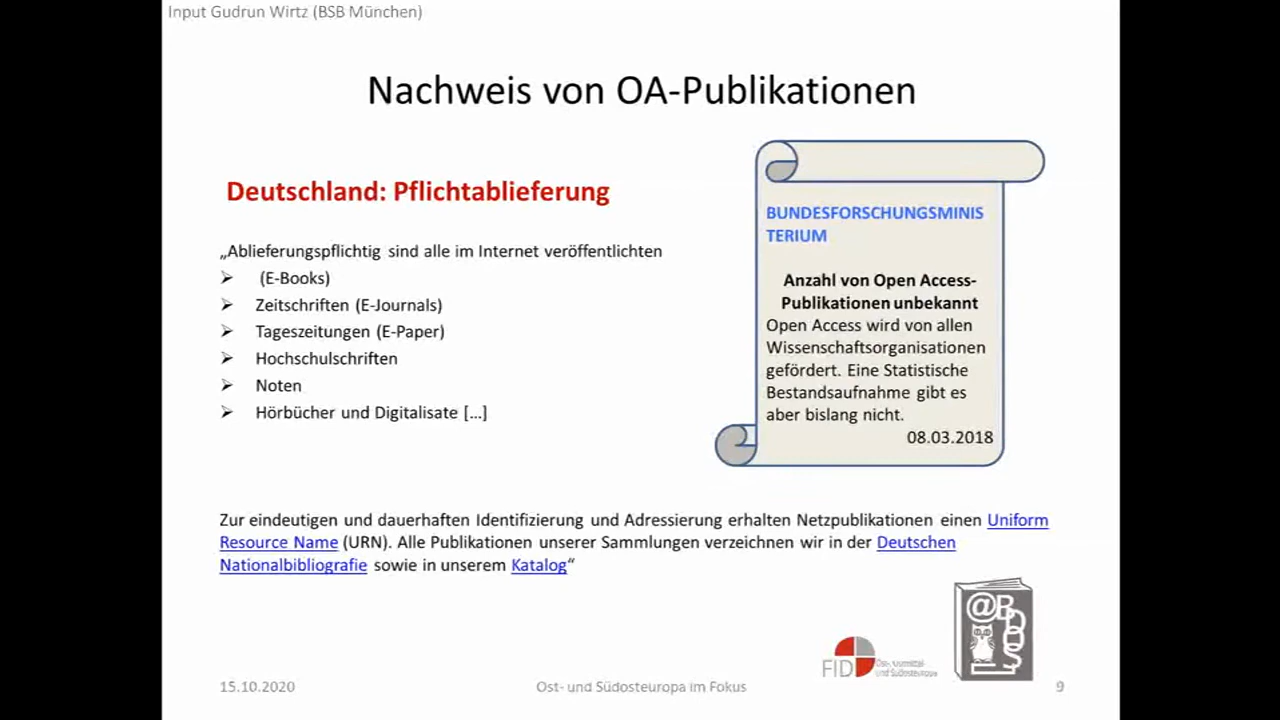 Input Gudrun Wirtz (BSB München)
Nachweis von OA-Publikationen
Deutschland: Pflichtablieferung
„Ablieferungspflichtig sind alle im Internet veröffentlichten
(E-Books)
Zeitschriften (E-Journals)
Tageszeitungen (E-Paper)
Hochschulschriften
Noten
Hörbücher und Digitalisate [...]
BUNDESFORSCHUNGSMINIS
TERIUM
Anzahl von Open Access-
Publikationen unbekannt
Open Access wird von allen
Wissenschaftsorganisationen
gefördert. Eine Statistische
Bestandsaufnahme gibt es
aber bislang nicht.
08.03.2018
Zur eindeutigen und dauerhaften Identifizierung und Adressierung erhalten Netzpublikationen einen Uniform
Resource Name (URN). Alle Publikationen unserer Sammlungen verzeichnen wir in der Deutschen
Nationalbibliografie sowie in unserem Katalog“
@B
D
O
S
FID
und Südosteuropa
15.10.2020
Ost- und Südosteuropa im Fokus
9